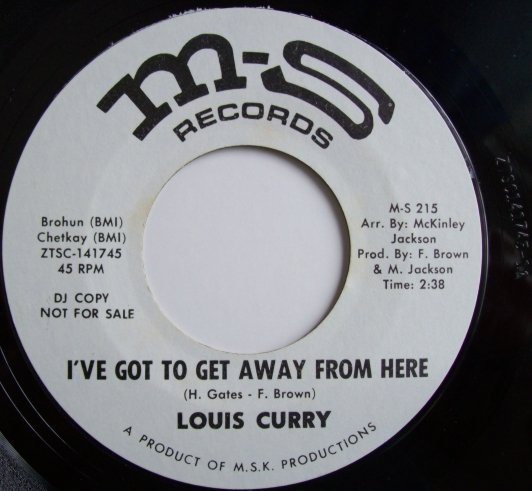 m-s
RECORDS
Brohun (BMI)
Chetkay (BMI)
ZTSC-141745
45 RPM
DJ COPY
NOT FOR SALE
M-S 215
Arr. By: McKinley
Jackson
Prod. By: F. Brown
& M. Jackson
Time: 2:38
I'VE GOT TO GET AWAY FROM HERE
(H. Gates - F. Brown)
LOUIS CURRY
A PRODUCT OF M.S.K. PRODUCTIONS